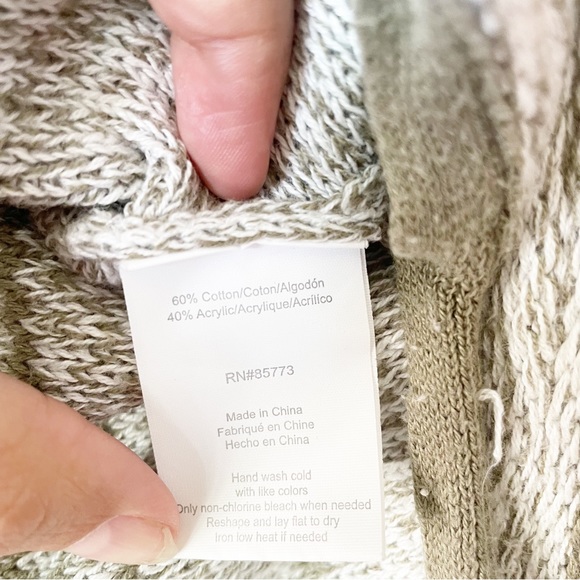 60% Cotton/Coton/Algodón
40% Acrylic/Acrylique/Acrílico
RN#85773
Made in China
Fabriqué en Chine
Hecho en China
Hand wash cold
with like colors
Only non-chlorine bleach when needed
Reshape and lay flat to dry
Iron low heat if needed